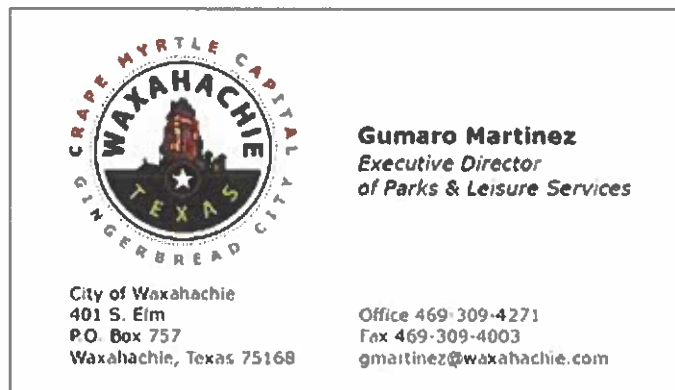 CRAPE MYRTLE CAPITAL
WAXAHACHIE
TEXAS
GINGERBREAD CITY
Gumaro Martinez
Executive Director
of Parks & Leisure Services
City of Waxahachie
401 S. Elm
P.O. Box 757
Waxahachie, Texas 75168
Office 469-309-4271
Fax 469-309-4003
gmartinez@waxahachie.com